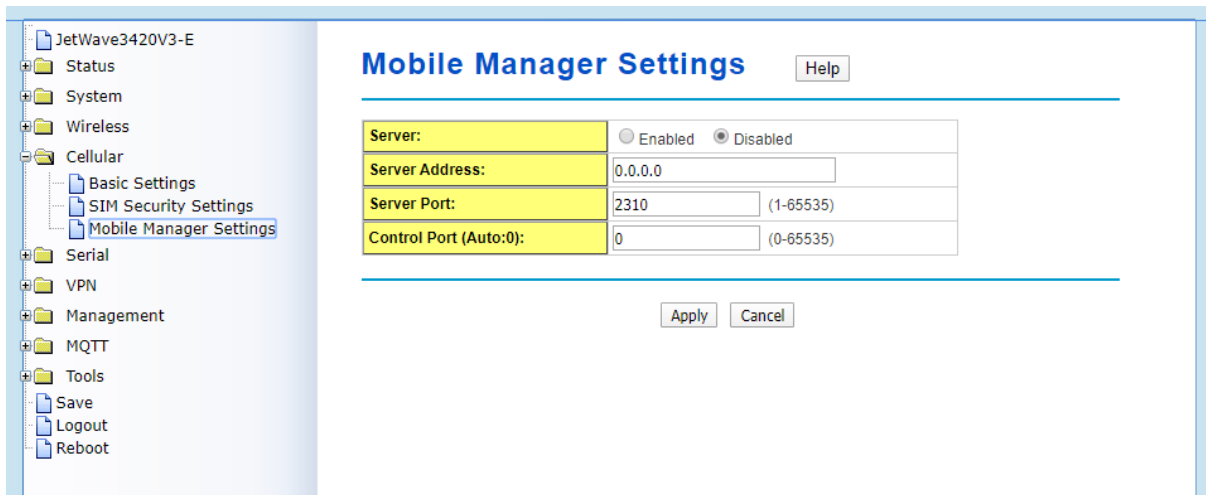 JetWave3420V3-E
Status
System
Wireless
Cellular
Basic Settings
SIM Security Settings
Mobile Manager Settings
Serial
VPN
Management
MQTT
Tools
Save
Logout
Reboot
Mobile Manager Settings Help
Server: Enabled Disabled
Server Address: 0.0.0.0
Server Port: 2310 (1-65535)
Control Port (Auto:0): 0 (0-65535)
Apply Cancel